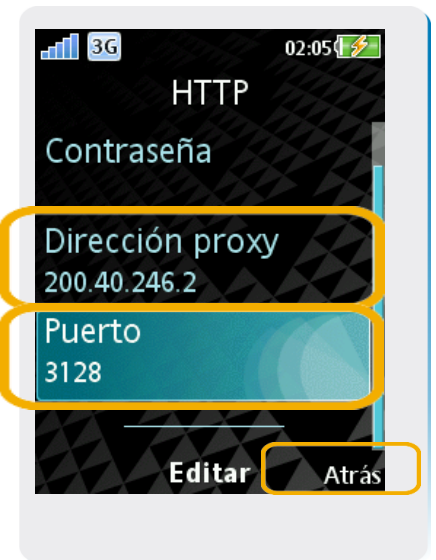 3G 02:05
HTTP
Contraseña
Dirección proxy
200.40.246.2
Puerto
3128
Editar Atrás